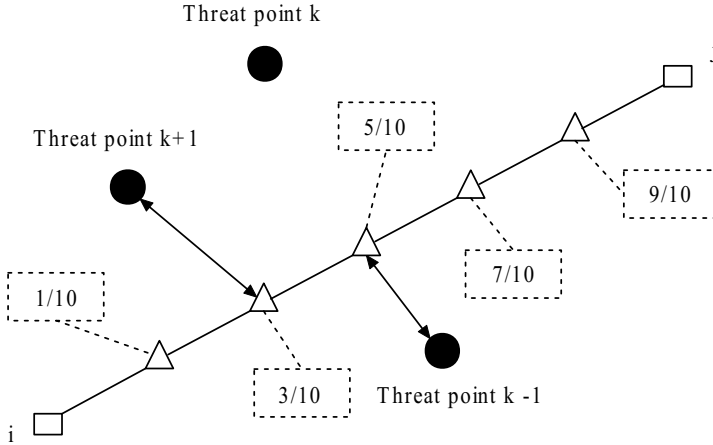 Threat point k
Threat point k+1
5/10
9/10
7/10
1/10
3/10
Threat point k -1
i